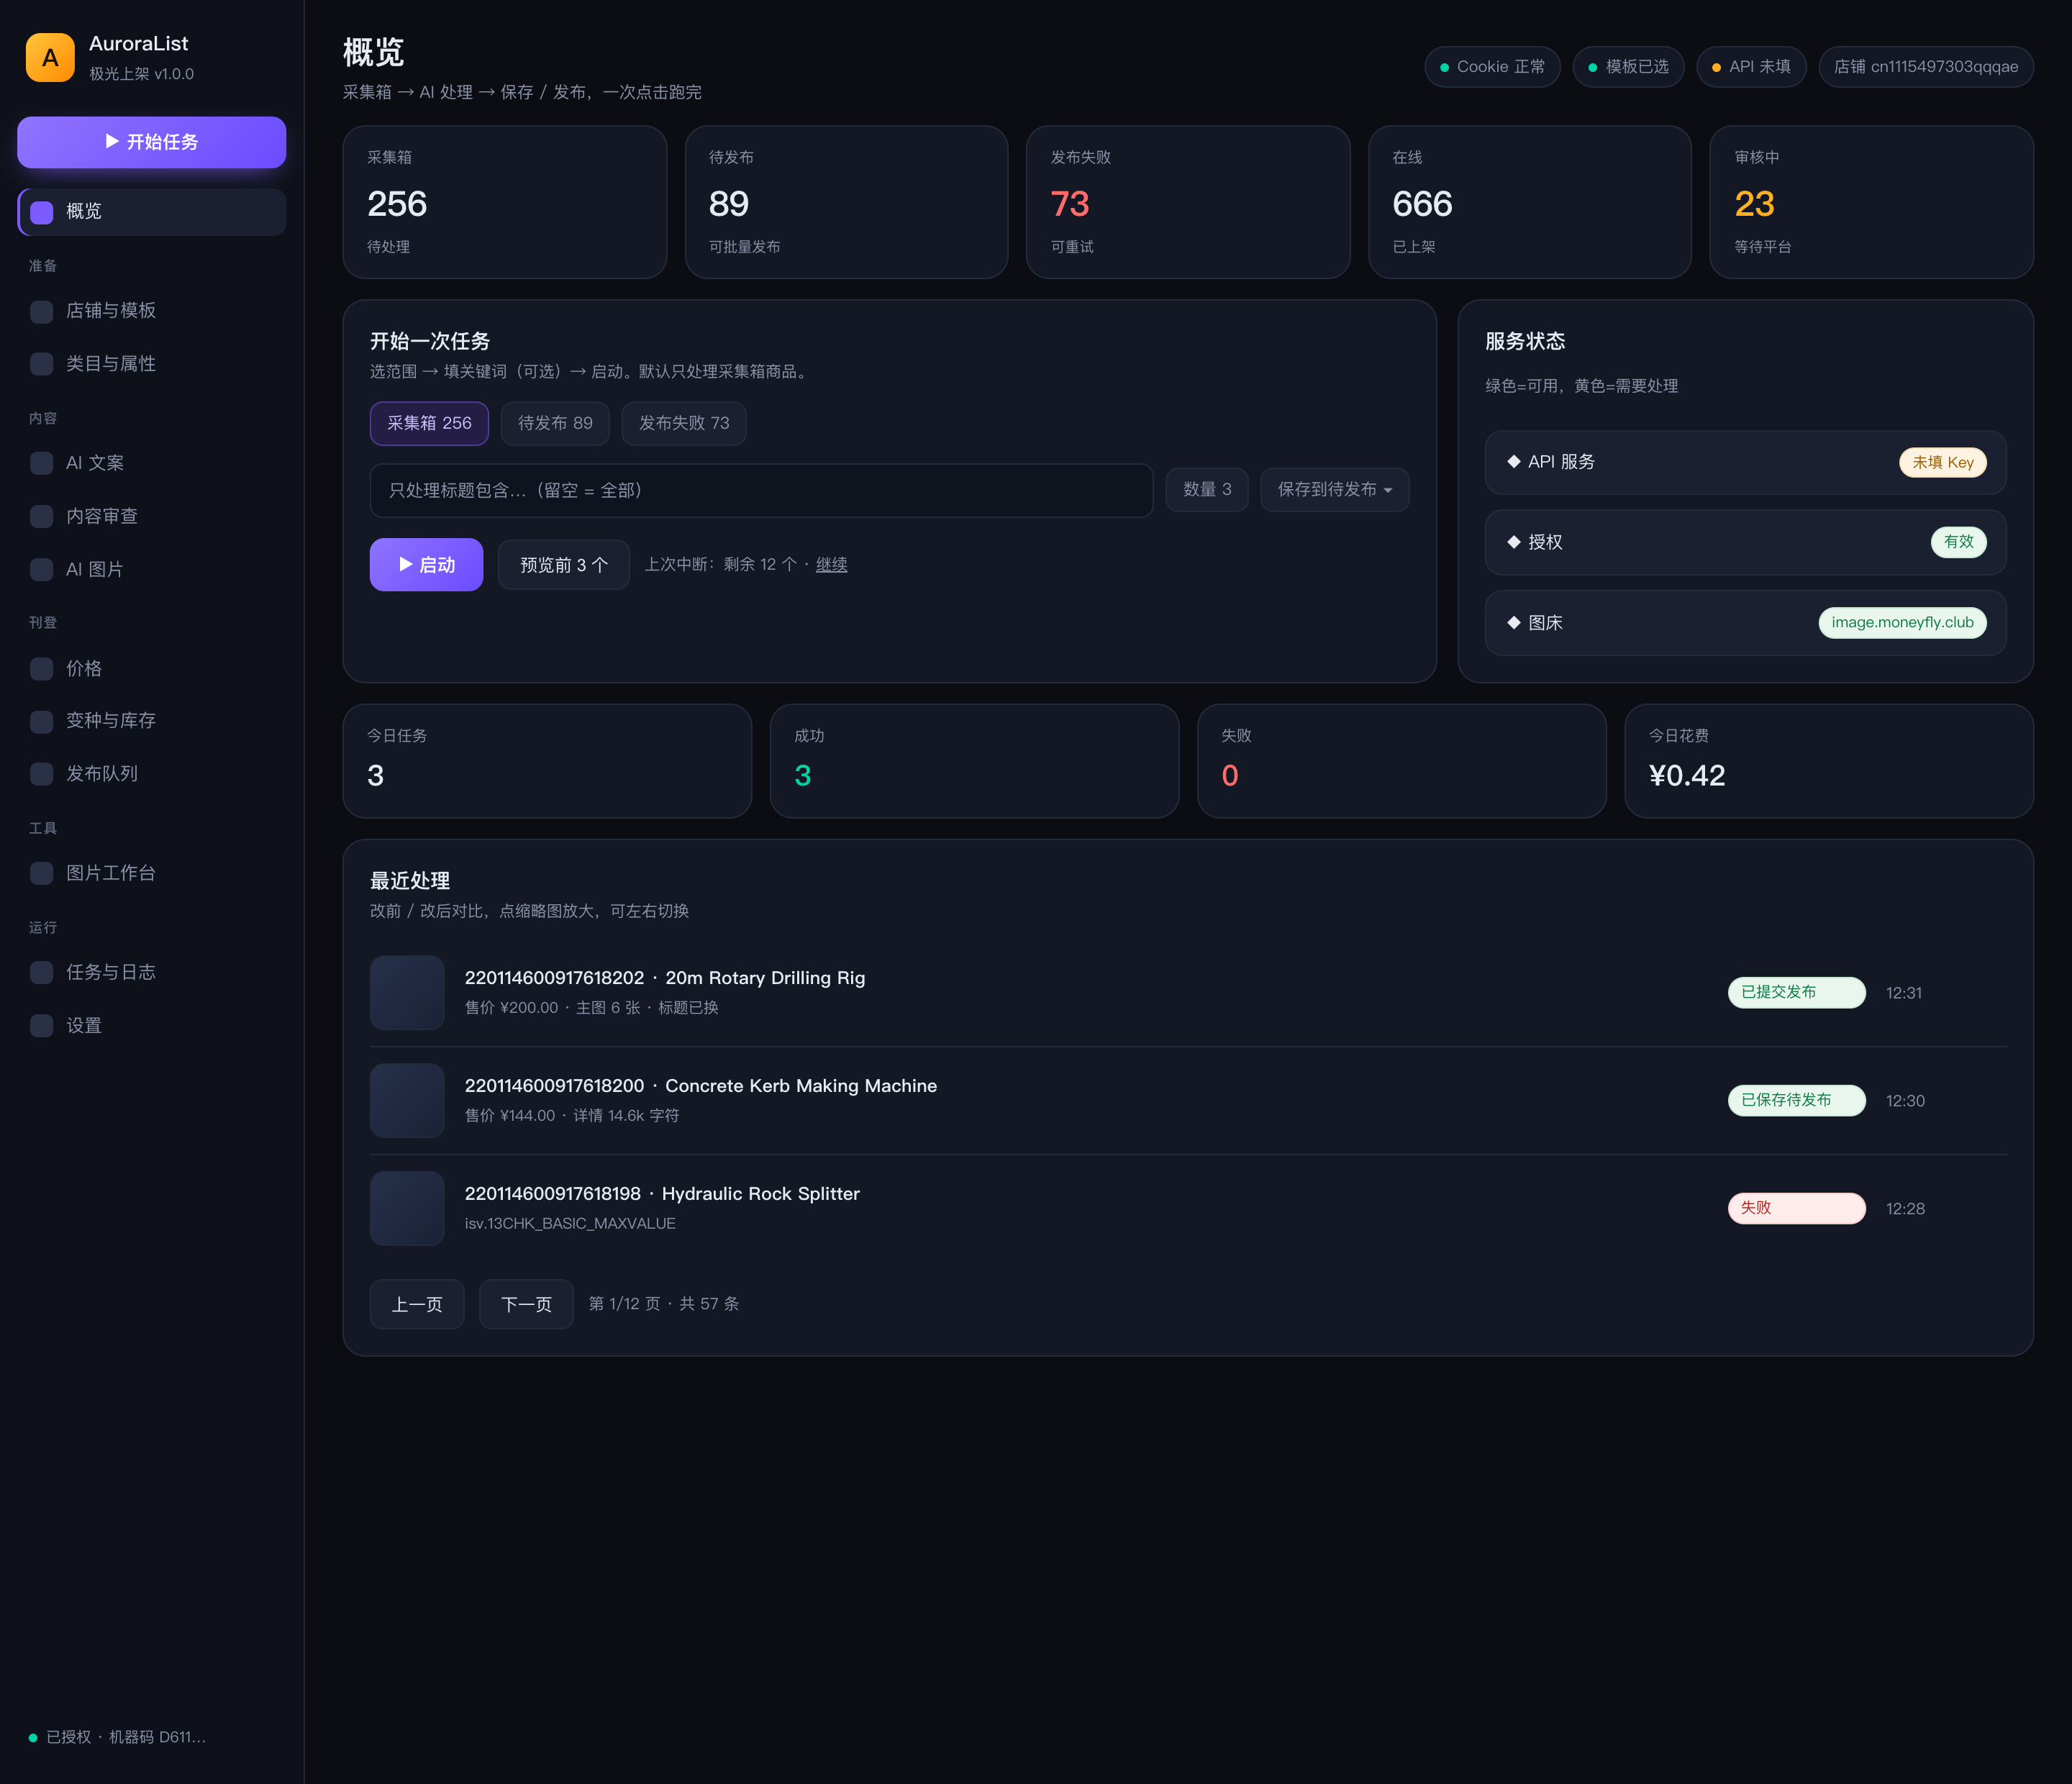 A
AuroraList
极光上架 v1.0.0
▶ 开始任务
概览
准备
店铺与模板
类目与属性
内容
AI 文案
内容审查
AI 图片
刊登
价格
变种与库存
发布队列
工具
图片工作台
运行
任务与日志
设置
已授权 · 机器码 D611...
概览
采集箱 → AI 处理 → 保存 / 发布，一次点击跑完
Cookie 正常
模板已选
API 未填
店铺 cn1115497303qqqae
采集箱
256
待处理
待发布
89
可批量发布
发布失败
73
可重试
在线
666
已上架
审核中
23
等待平台
开始一次任务
选范围 → 填关键词（可选）→ 启动。默认只处理采集箱商品。
采集箱 256
待发布 89
发布失败 73
只处理标题包含...（留空 = 全部）
数量 3
保存到待发布 ▾
▶ 启动
预览前 3 个
上次中断：剩余 12 个 · 继续
服务状态
绿色=可用，黄色=需要处理
◆ API 服务
未填 Key
◆ 授权
有效
◆ 图床
image.moneyfly.club
今日任务
3
成功
3
失败
0
今日花费
¥0.42
最近处理
改前 / 改后对比，点缩略图放大，可左右切换
220114600917618202 · 20m Rotary Drilling Rig
售价 ¥200.00 · 主图 6 张 · 标题已换
已提交发布
12:31
220114600917618200 · Concrete Kerb Making Machine
售价 ¥144.00 · 详情 14.6k 字符
已保存待发布
12:30
220114600917618198 · Hydraulic Rock Splitter
isv.13CHK_BASIC_MAXVALUE
失败
12:28
上一页
下一页
第 1/12 页 · 共 57 条